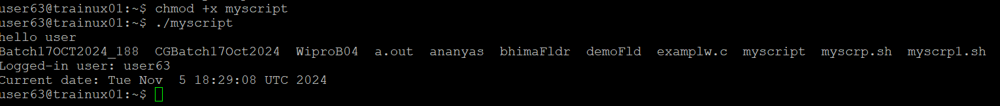 user63@trainux01:~$ chmod +x myscript
user63@trainux01:~$ ./myscript
hello user
Batch17OCT2024_188  CGBatch17Oct2024  WiproB04  a.out  ananyas  bhimaFldr  demoFld  examplw.c  myscript  myscrp.sh  myscrp1.sh
Logged-in user: user63
Current date: Tue Nov  5 18:29:08 UTC 2024
user63@trainux01:~$